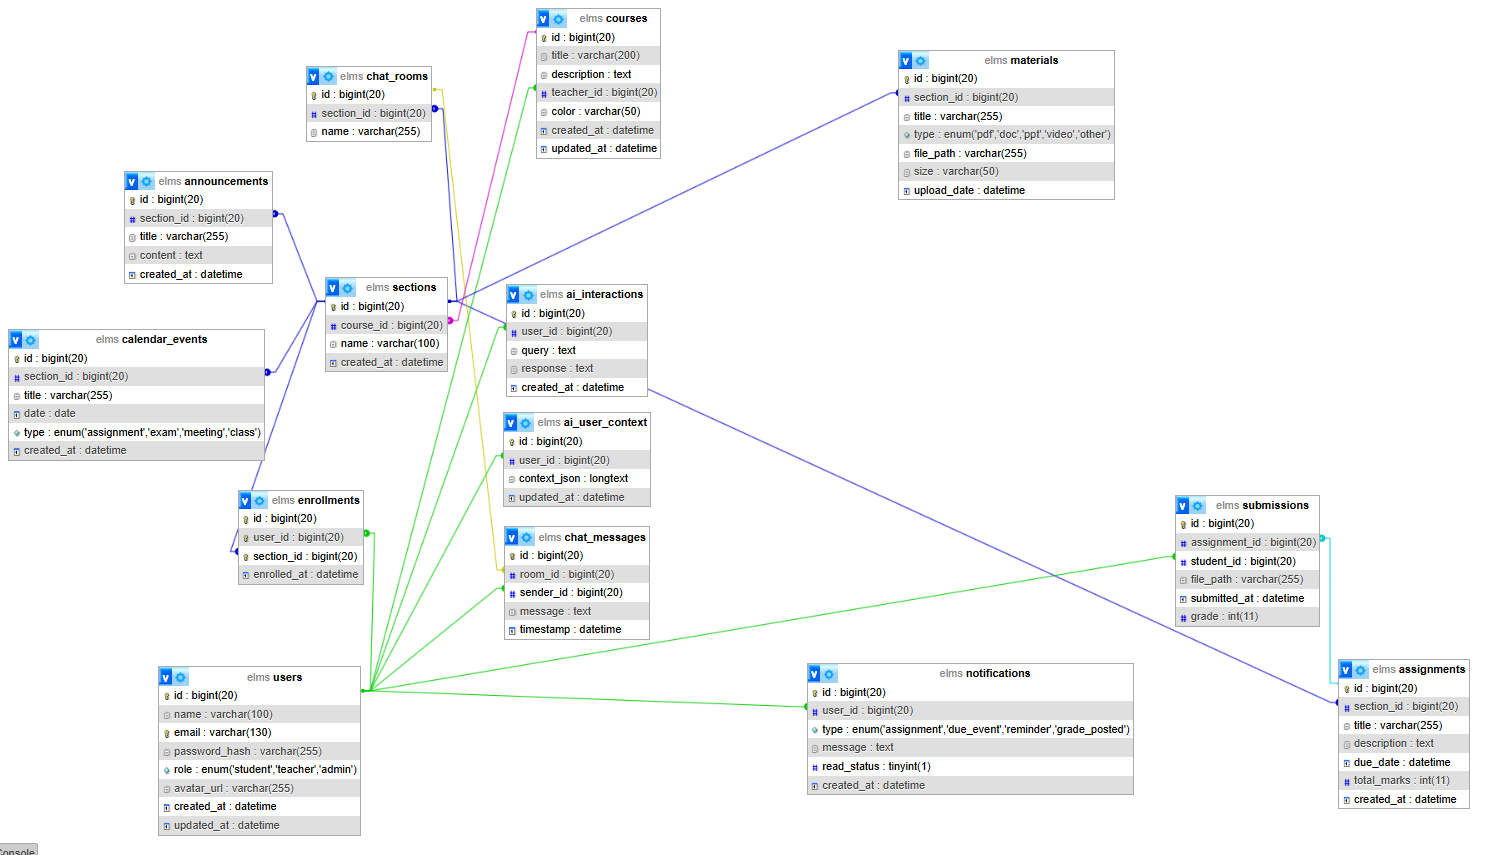 elms courses
id : bigint(20)
title : varchar(200)
description : text
teacher_id : bigint(20)
color : varchar(50)
created_at : datetime
updated_at : datetime
elms chat_rooms
id : bigint(20)
section_id : bigint(20)
name : varchar(255)
elms materials
id : bigint(20)
section_id : bigint(20)
title : varchar(255)
type : enum('pdf','doc','ppt','video','other')
file_path : varchar(255)
size : varchar(50)
upload_date : datetime
elms announcements
id : bigint(20)
section_id : bigint(20)
title : varchar(255)
content : text
created_at : datetime
elms sections
id : bigint(20)
course_id : bigint(20)
name : varchar(100)
created_at : datetime
elms ai_interactions
id : bigint(20)
user_id : bigint(20)
query : text
response : text
created_at : datetime
elms calendar_events
id : bigint(20)
section_id : bigint(20)
title : varchar(255)
date : date
type : enum('assignment','exam','meeting','class')
created_at : datetime
elms ai_user_context
id : bigint(20)
user_id : bigint(20)
context_json : longtext
updated_at : datetime
elms enrollments
id : bigint(20)
user_id : bigint(20)
section_id : bigint(20)
enrolled_at : datetime
elms chat_messages
id : bigint(20)
room_id : bigint(20)
sender_id : bigint(20)
message : text
timestamp : datetime
elms submissions
id : bigint(20)
assignment_id : bigint(20)
student_id : bigint(20)
file_path : varchar(255)
submitted_at : datetime
grade : int(11)
elms users
id : bigint(20)
name : varchar(100)
email : varchar(130)
password_hash : varchar(255)
role : enum('student','teacher','admin')
avatar_url : varchar(255)
created_at : datetime
updated_at : datetime
elms notifications
id : bigint(20)
user_id : bigint(20)
type : enum('assignment','due_event','reminder','grade_posted')
message : text
read_status : tinyint(1)
created_at : datetime
elms assignments
id : bigint(20)
section_id : bigint(20)
title : varchar(255)
description : text
due_date : datetime
total_marks : int(11)
created_at : datetime
Console